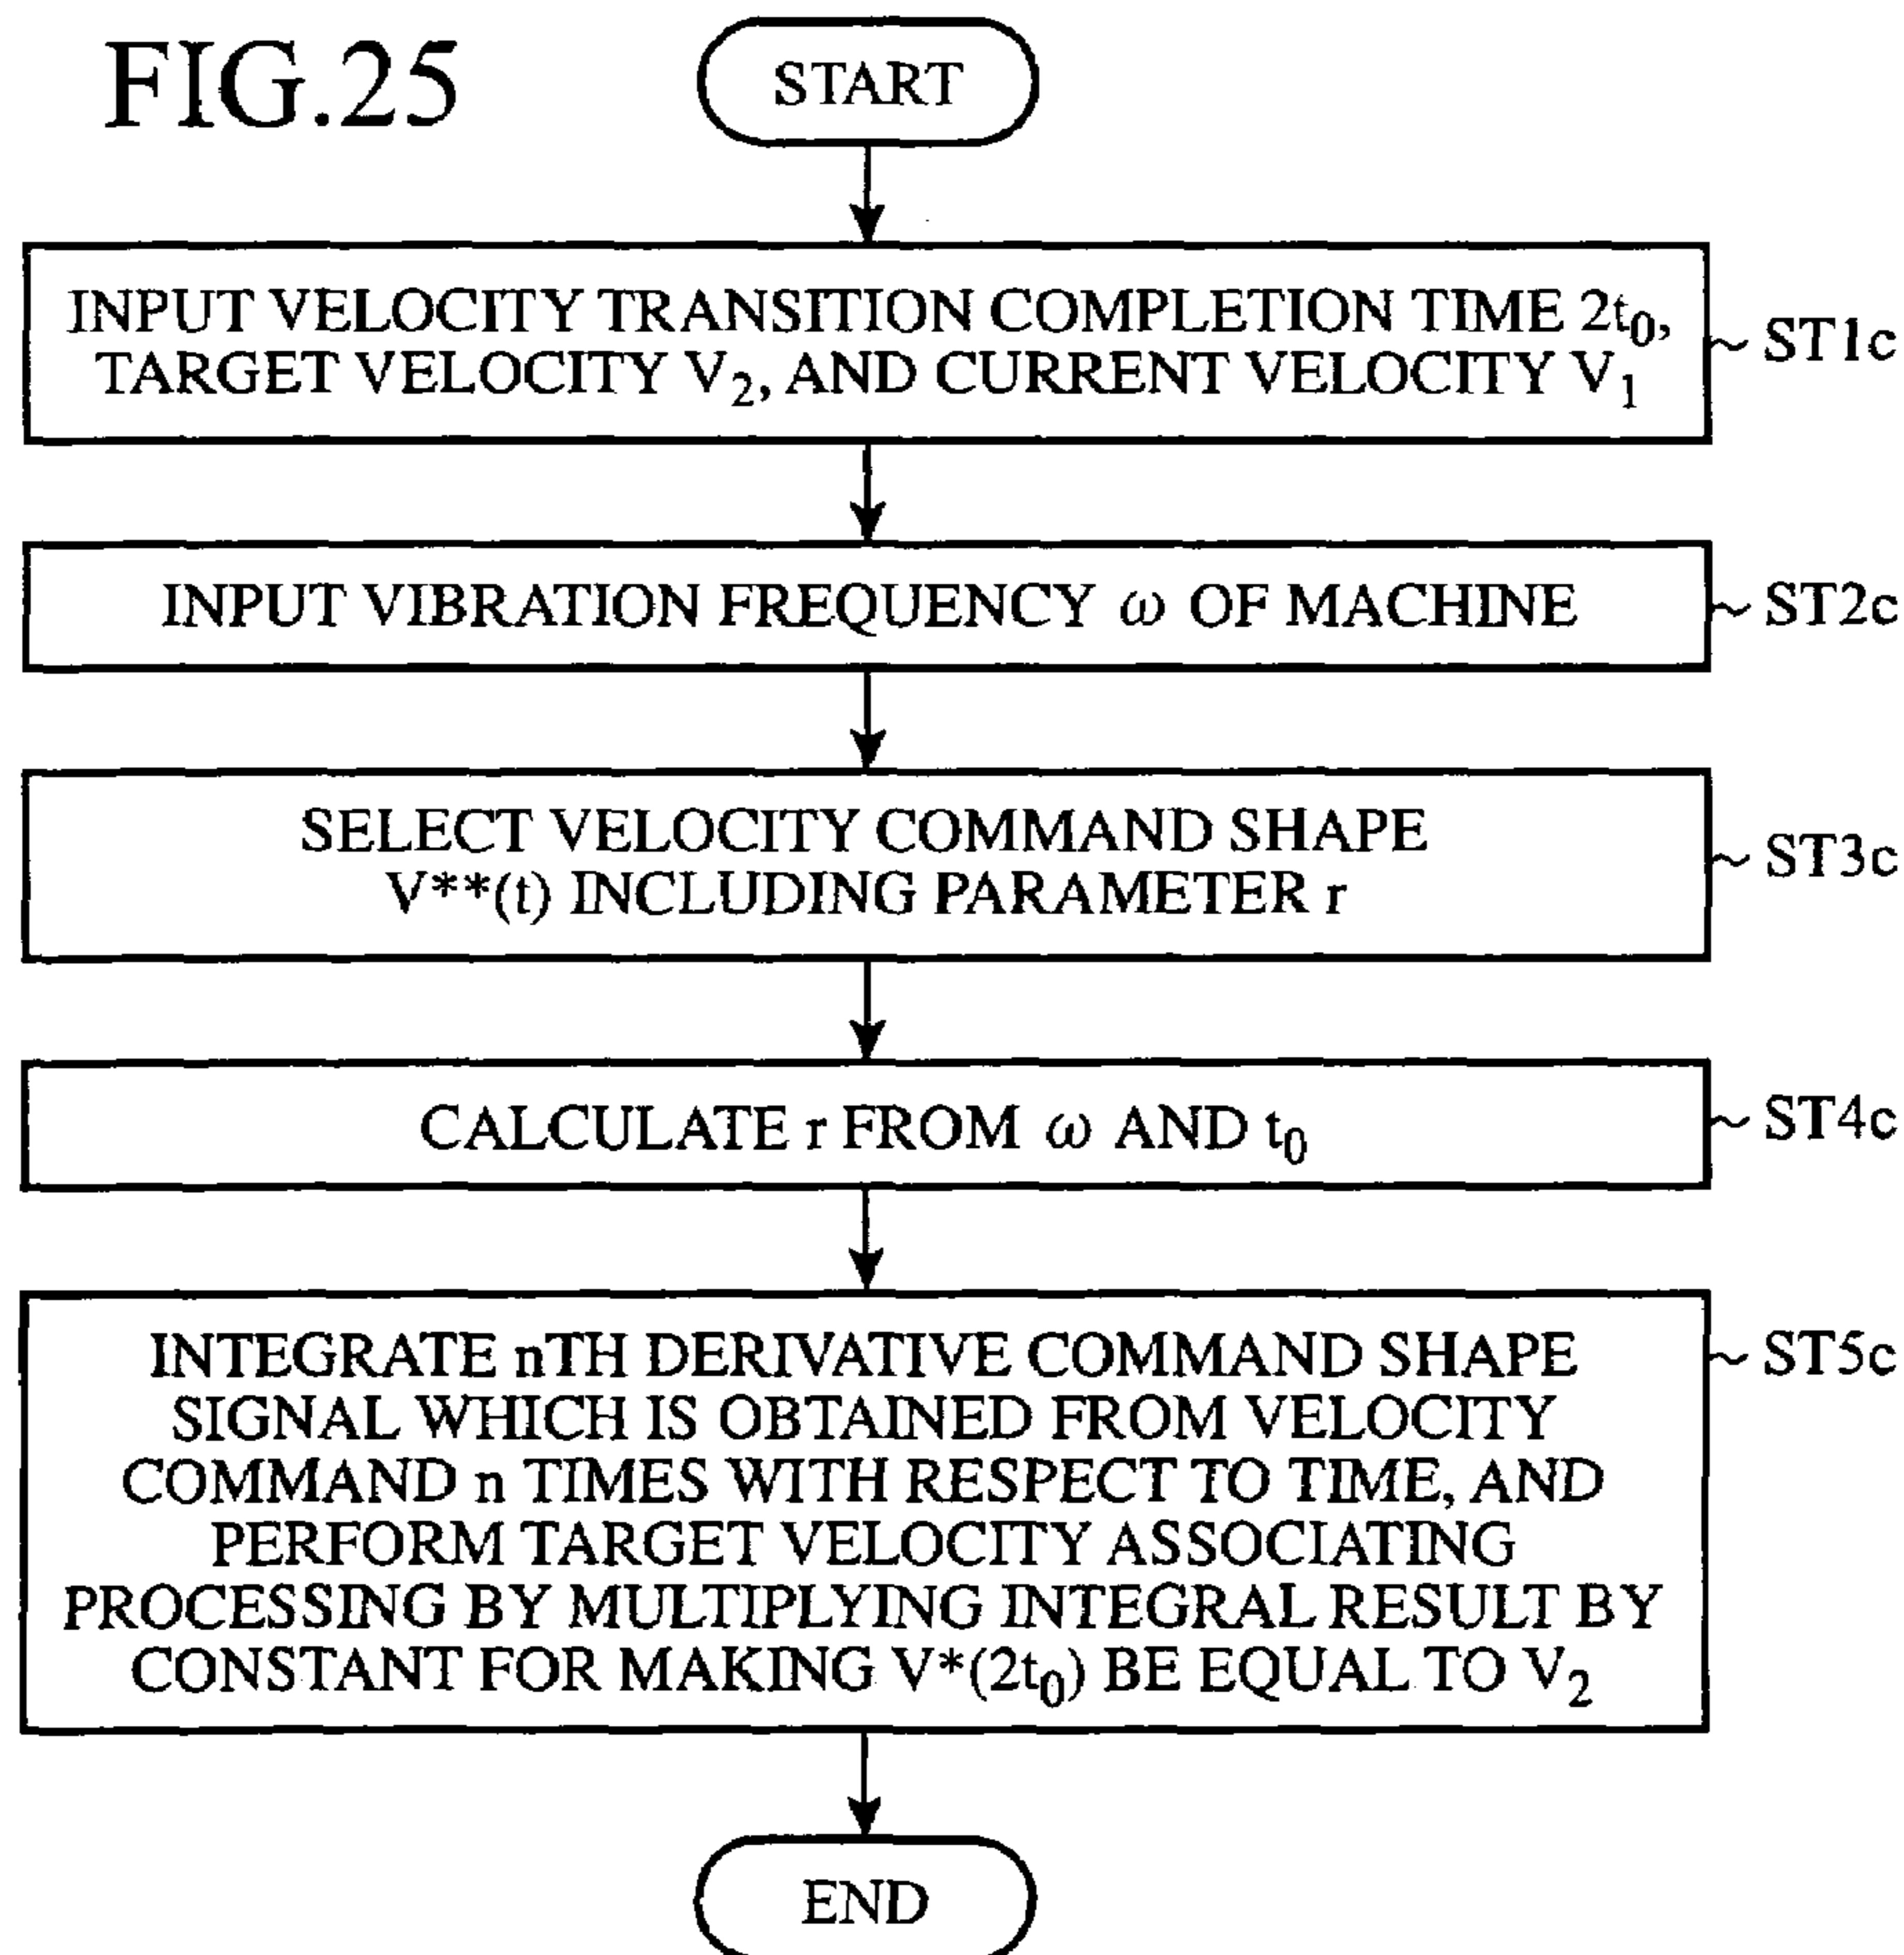 FIG.25
START
INPUT VELOCITY TRANSITION COMPLETION TIME 2t₀,
TARGET VELOCITY V₂, AND CURRENT VELOCITY V₁
ST1c
INPUT VIBRATION FREQUENCY ω OF MACHINE
ST2c
SELECT VELOCITY COMMAND SHAPE
V**(t) INCLUDING PARAMETER r
ST3c
CALCULATE r FROM ω AND t₀
ST4c
INTEGRATE nTH DERIVATIVE COMMAND SHAPE
SIGNAL WHICH IS OBTAINED FROM VELOCITY
COMMAND n TIMES WITH RESPECT TO TIME, AND
PERFORM TARGET VELOCITY ASSOCIATING
PROCESSING BY MULTIPLYING INTEGRAL RESULT BY
CONSTANT FOR MAKING V*(2t₀) BE EQUAL TO V₂
ST5c
END